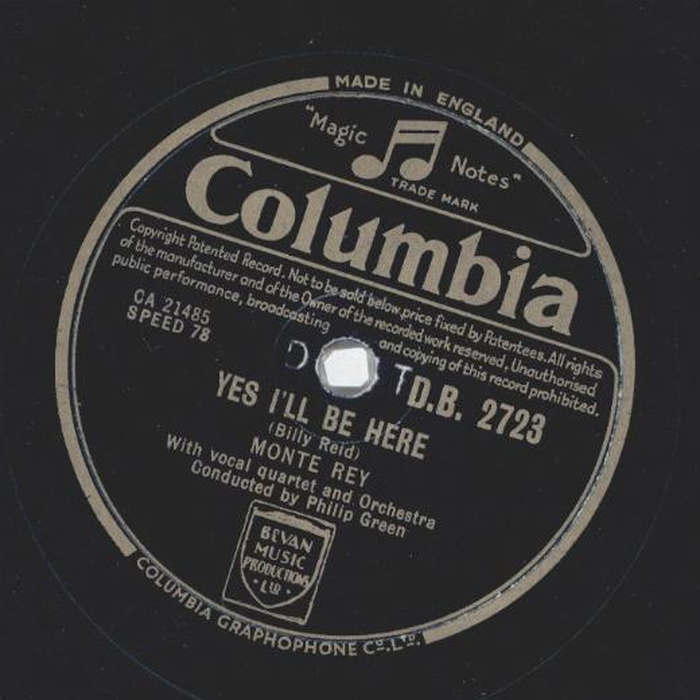 MADE IN ENGLAND
"Magic Notes"
TRADE MARK
Columbia
Copyright Patented Record. Not to be sold below price fixed by Patentees. All rights
of the manufacturer and of the Owner of the recorded work reserved, Unauthorised
public performance, broadcasting and copying of this record prohibited.
CA 21485
SPEED 78
D.B. 2723
YES I'LL BE HERE
(Billy Reid)
MONTE REY
With vocal quartet and Orchestra
Conducted by Philip Green
BEVAN
MUSIC
PRODUCTIONS
· LTD ·
COLUMBIA GRAPHOPHONE CO. LTD.